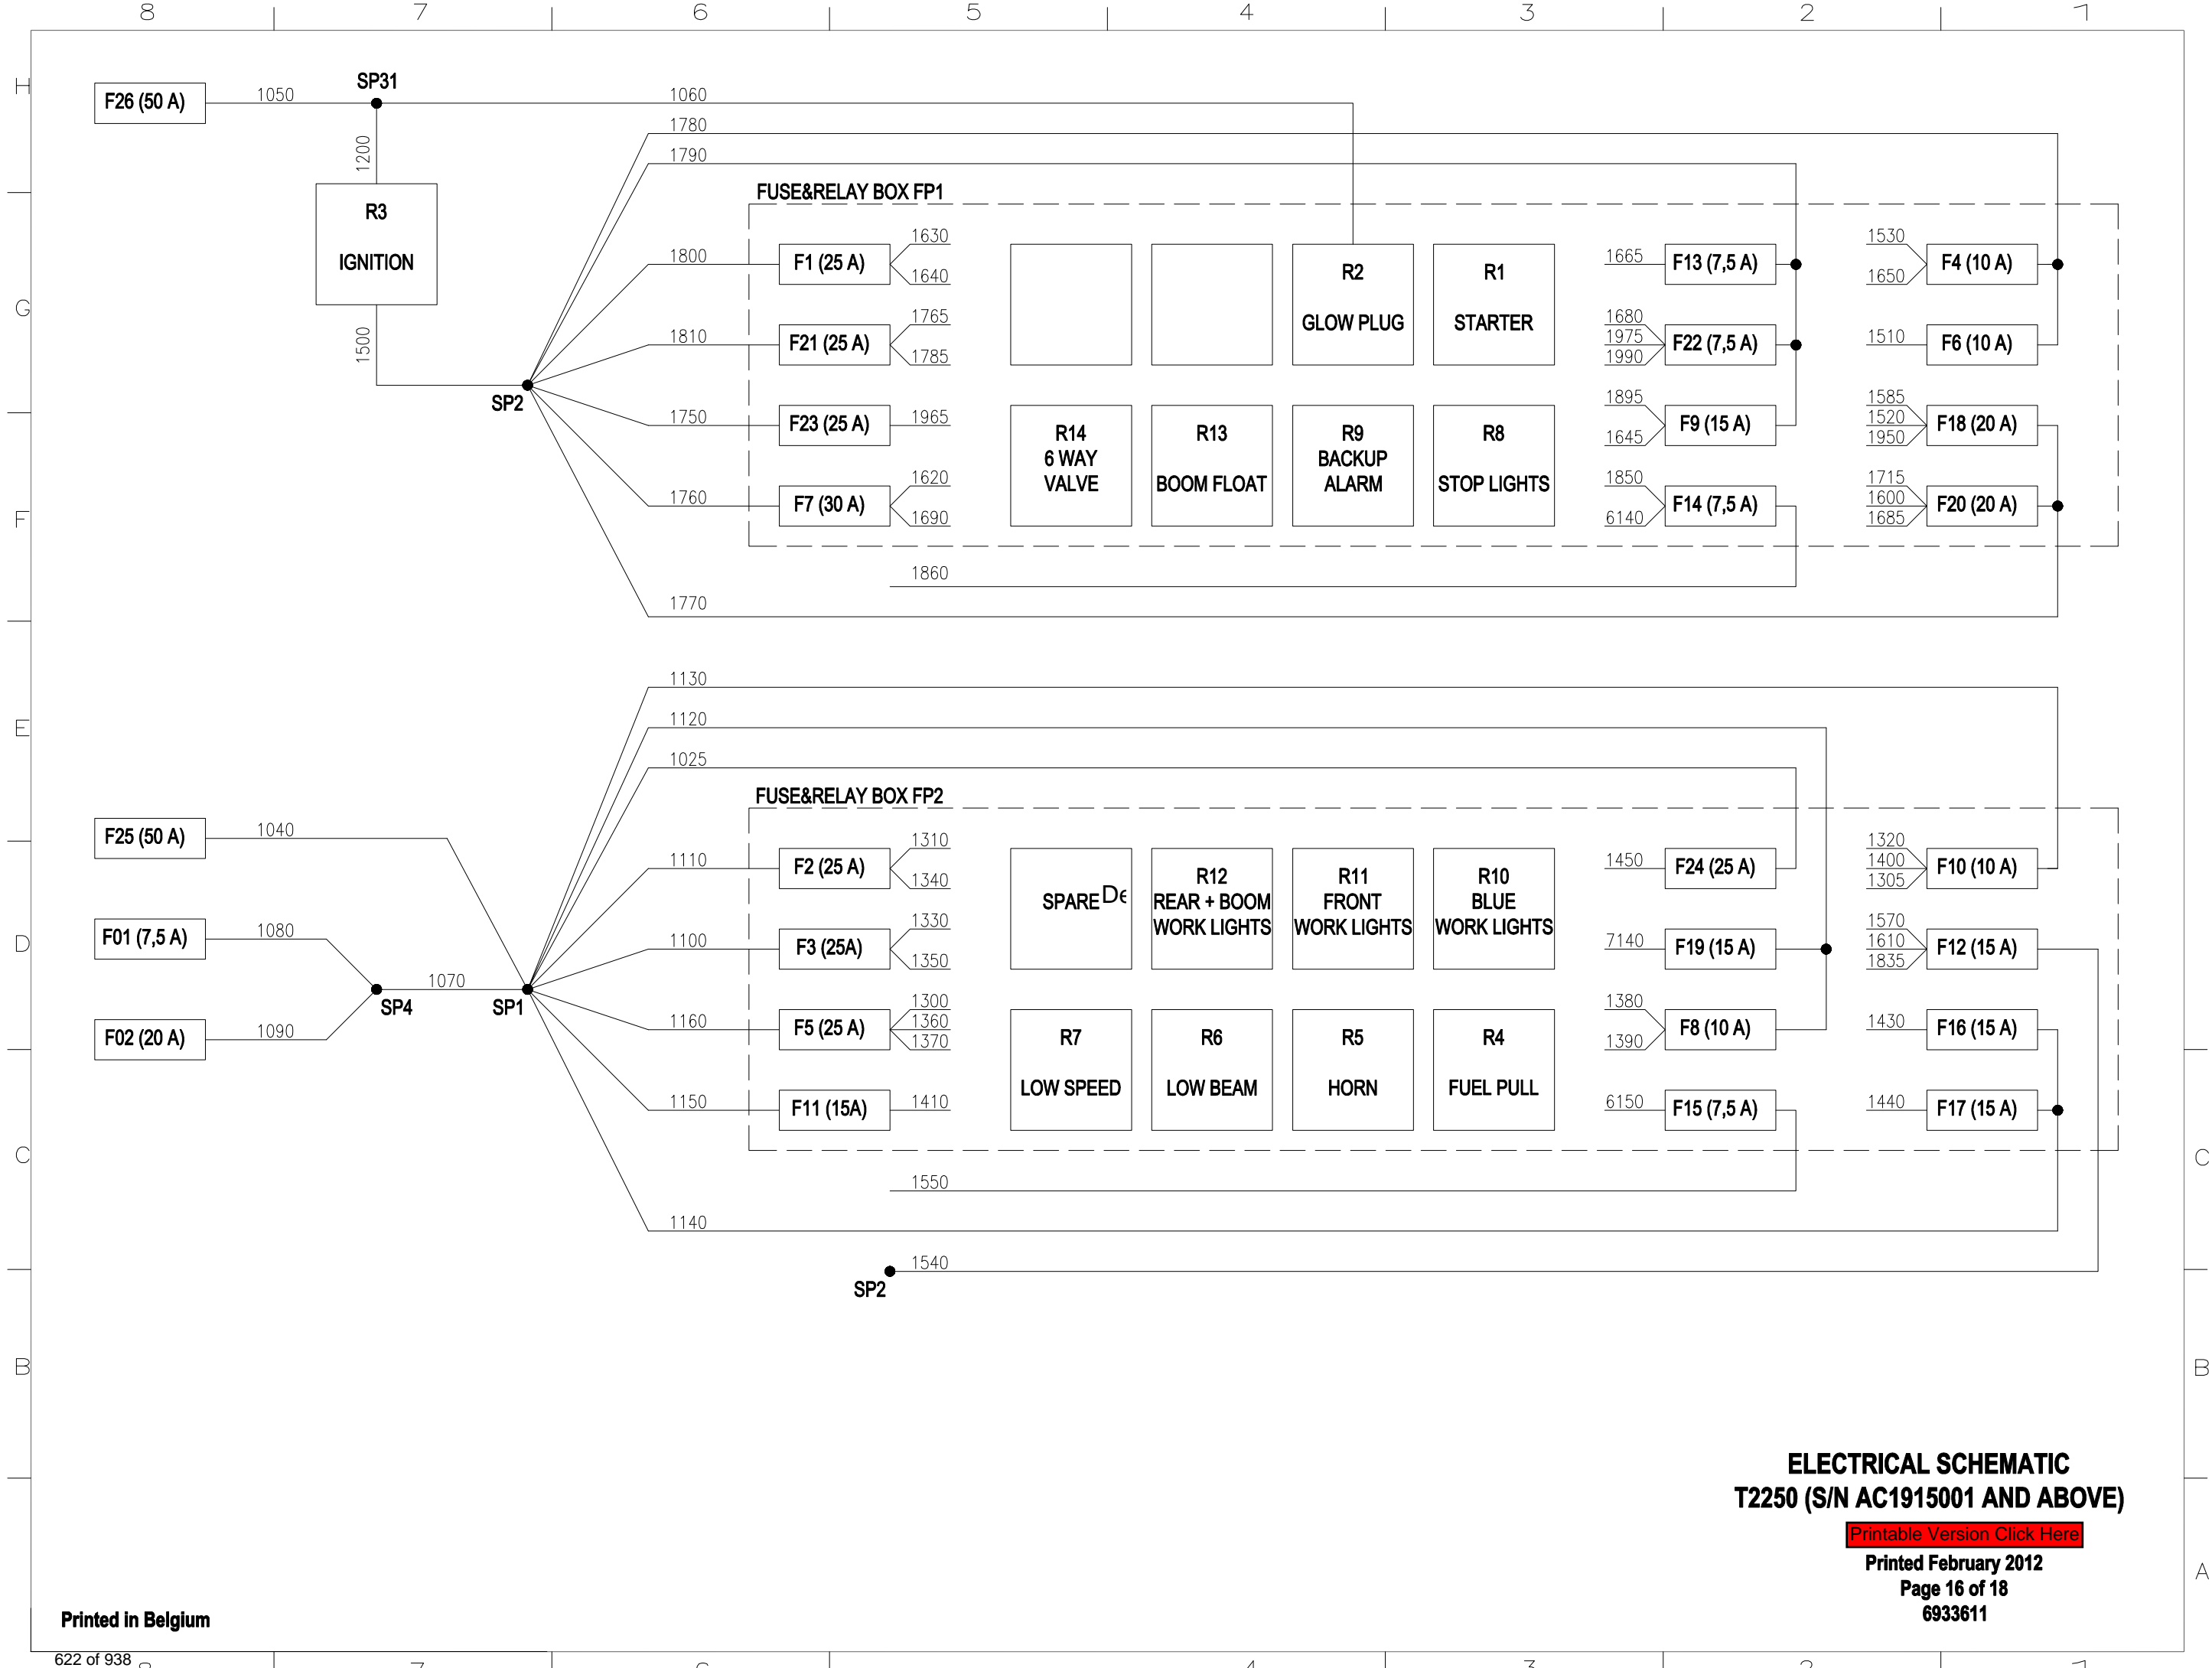 8 7 6 5 4 3 2 1
H
SP31
F26 (50 A)
1050
1060
1780
1200
1790
FUSE&RELAY BOX FP1
R3
IGNITION
1800
F1 (25 A)
1630
1640
R2
GLOW PLUG
R1
STARTER
1665
F13 (7,5 A)
1530
1650
F4 (10 A)
G
1500
1810
F21 (25 A)
1765
1785
1680
1975
1990
F22 (7,5 A)
1510
F6 (10 A)
SP2
1750
F23 (25 A)
1965
R14
6 WAY
VALVE
R13
BOOM FLOAT
R9
BACKUP
ALARM
R8
STOP LIGHTS
1895
1645
F9 (15 A)
1585
1520
1950
F18 (20 A)
F
1760
F7 (30 A)
1620
1690
1850
6140
F14 (7,5 A)
1715
1600
1685
F20 (20 A)
1860
1770
1130
E
1120
1025
FUSE&RELAY BOX FP2
F25 (50 A)
1040
1110
F2 (25 A)
1310
1340
SPARE
R12
REAR + BOOM
WORK LIGHTS
R11
FRONT
WORK LIGHTS
R10
BLUE
WORK LIGHTS
1450
F24 (25 A)
1320
1400
1305
F10 (10 A)
D
F01 (7,5 A)
1080
1100
F3 (25A)
1330
1350
7140
F19 (15 A)
1570
1610
1835
F12 (15 A)
1070
SP4
SP1
F02 (20 A)
1090
1160
F5 (25 A)
1300
1360
1370
R7
LOW SPEED
R6
LOW BEAM
R5
HORN
R4
FUEL PULL
1380
1390
F8 (10 A)
1430
F16 (15 A)
1150
F11 (15A)
1410
6150
F15 (7,5 A)
1440
F17 (15 A)
C C
1550
1140
1540
SP2
B B
ELECTRICAL SCHEMATIC
T2250 (S/N AC1915001 AND ABOVE)
Printable Version Click Here
Printed February 2012
Page 16 of 18
6933611
A
Printed in Belgium
622 of 938